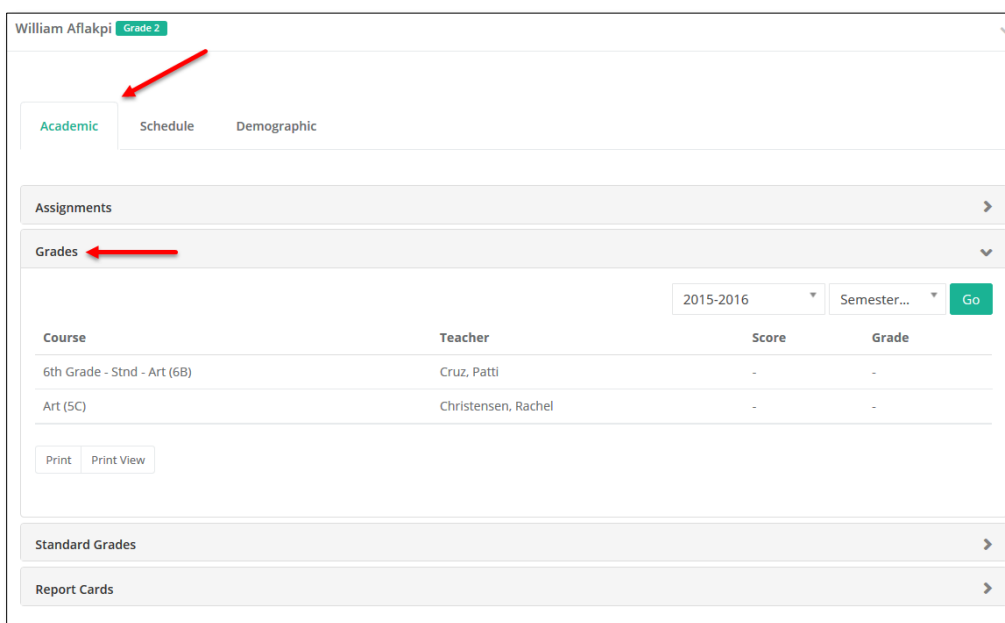 William Aflakpi Grade 2
Academic Schedule Demographic
Assignments
Grades
2015-2016 Semester... Go
Course Teacher Score Grade
6th Grade - Stnd - Art (6B) Cruz, Patti - -
Art (5C) Christensen, Rachel - -
Print Print View
Standard Grades
Report Cards